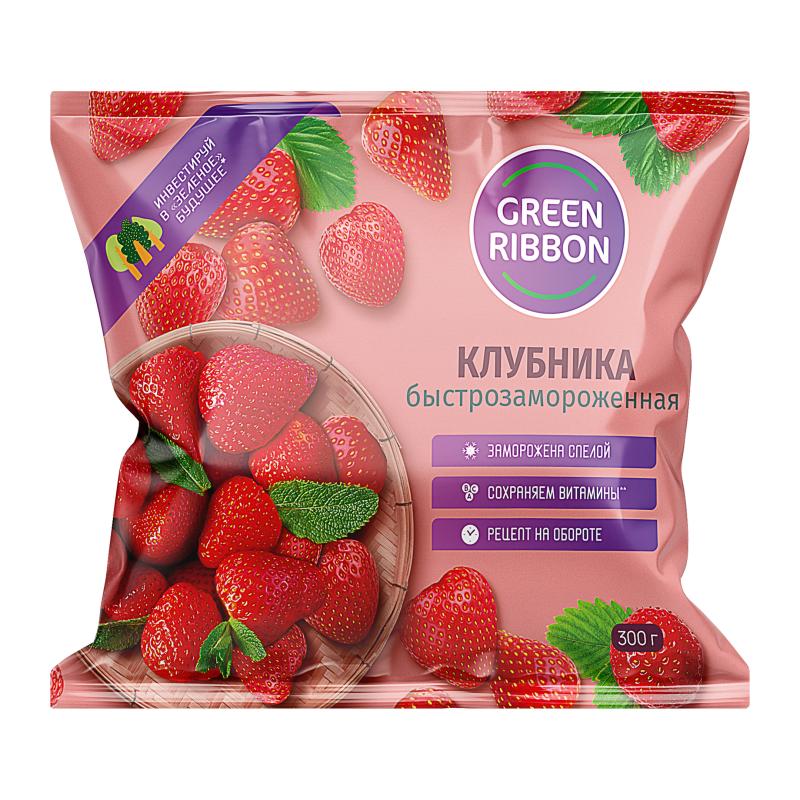 ИНВЕСТИРУЙ
В «ЗЕЛЕНОЕ»
БУДУЩЕЕ*
GREEN
RIBBON
КЛУБНИКА
быстрозамороженная
ЗАМОРОЖЕНА СПЕЛОЙ
B C
A
СОХРАНЯЕМ ВИТАМИНЫ**
РЕЦЕПТ НА ОБОРОТЕ
300 г